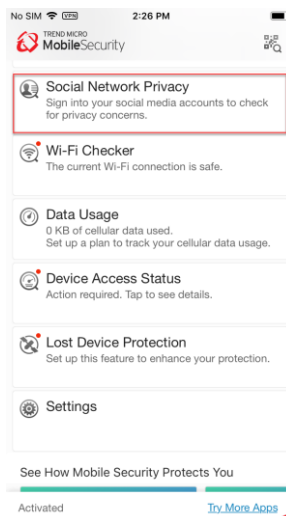 No SIM VPN 2:26 PM
TREND MICRO
MobileSecurity
Social Network Privacy
Sign into your social media accounts to check
for privacy concerns.
Wi-Fi Checker
The current Wi-Fi connection is safe.
Data Usage
0 KB of cellular data used.
Set up a plan to track your cellular data usage.
Device Access Status
Action required. Tap to see details.
Lost Device Protection
Set up this feature to enhance your protection.
Settings
See How Mobile Security Protects You
Activated Try More Apps